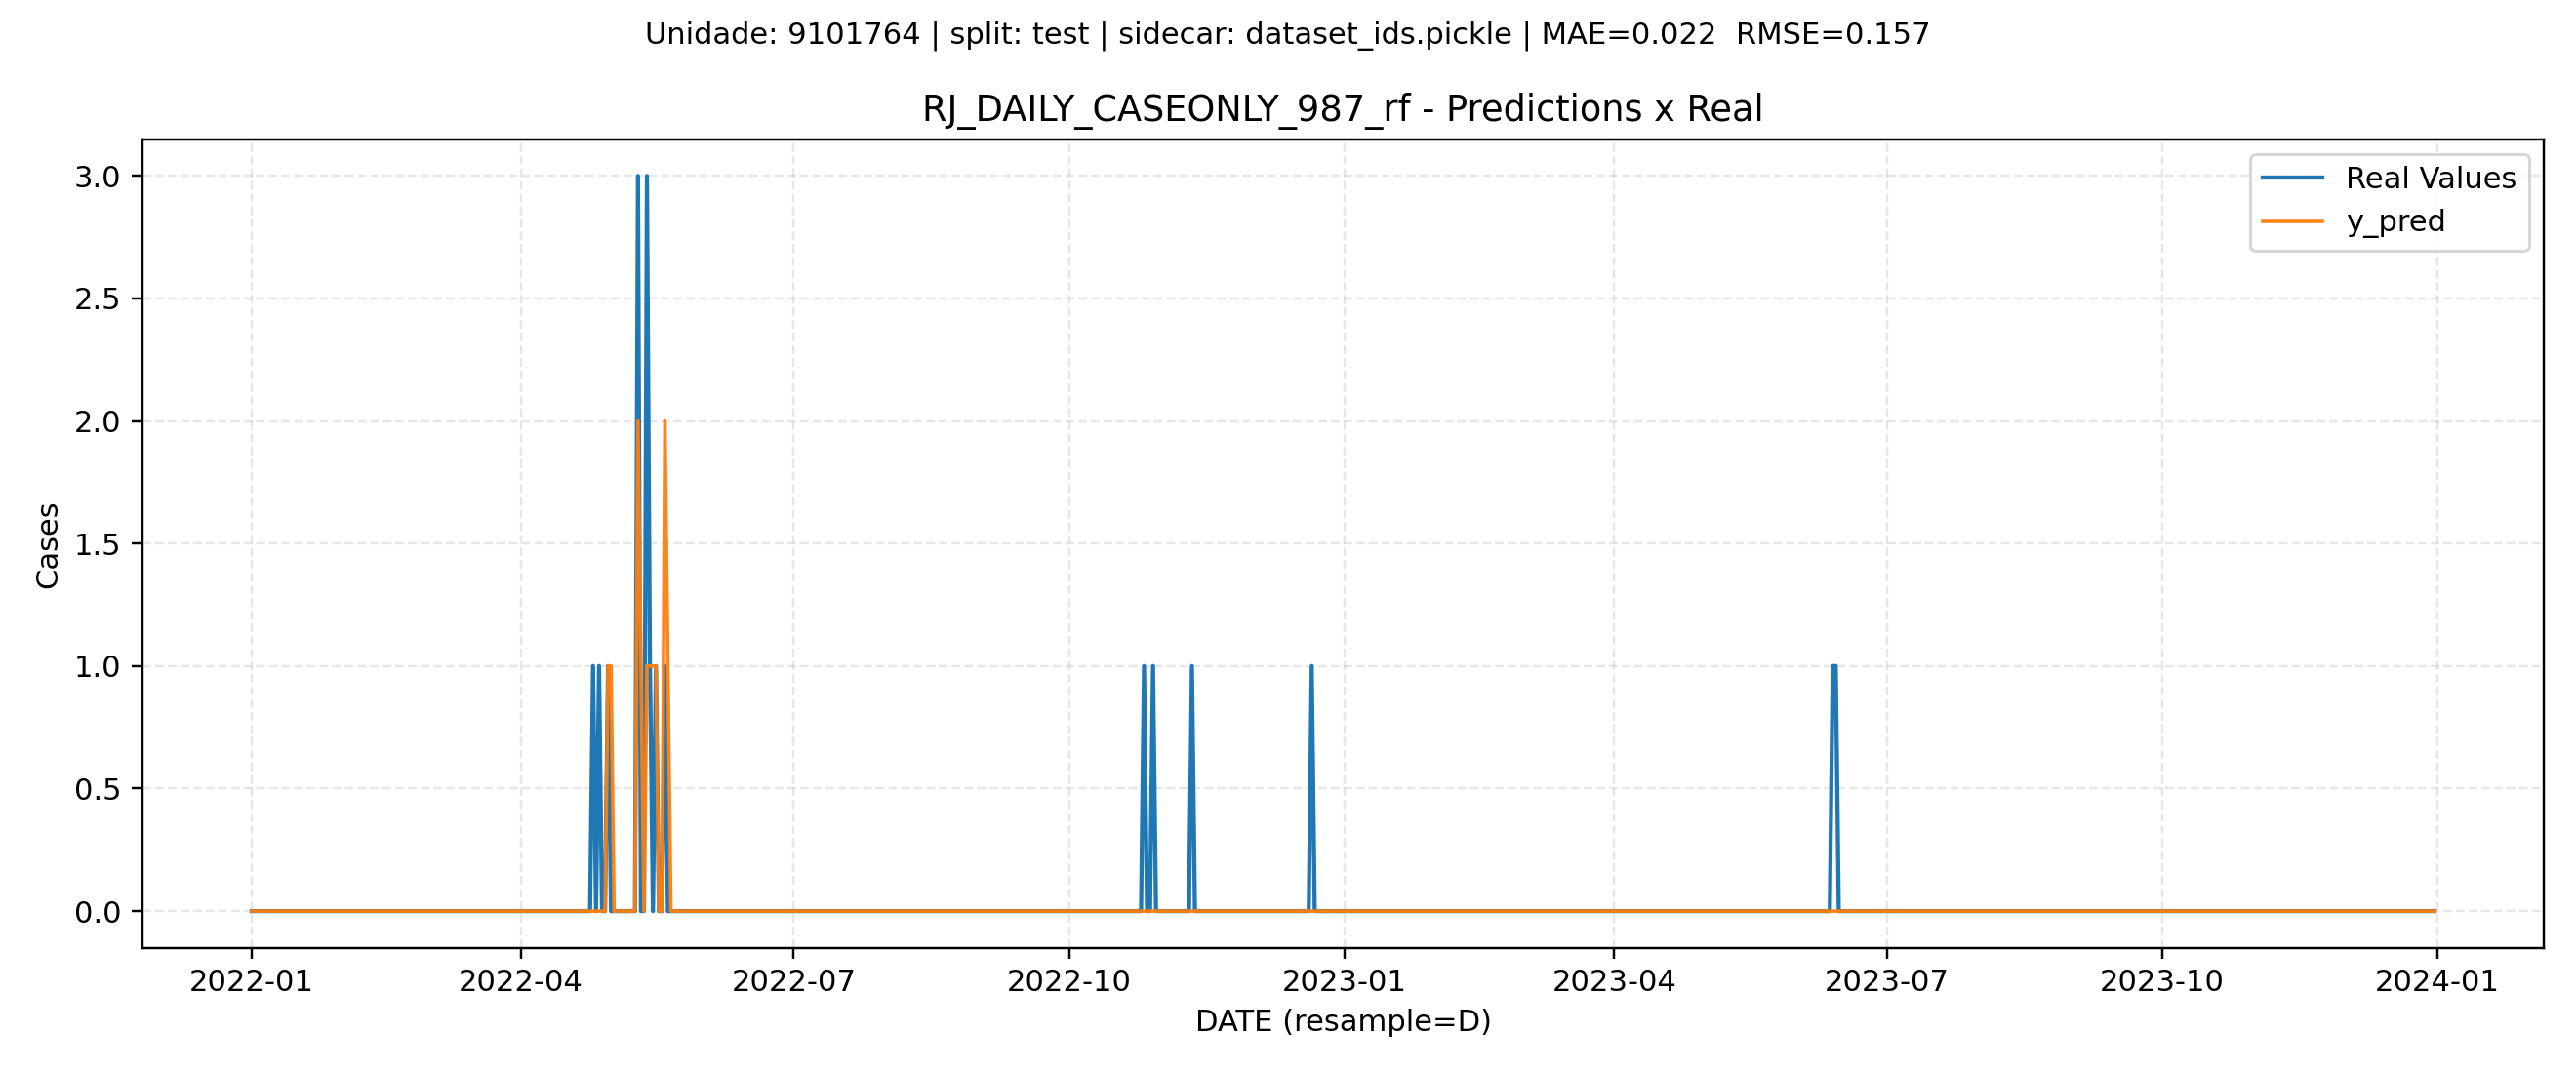 Unidade: 9101764 | split: test | sidecar: dataset_ids.pickle | MAE=0.022  RMSE=0.157
RJ_DAILY_CASEONLY_987_rf - Predictions x Real
Real Values
y_pred
3.0
2.5
2.0
1.5
1.0
0.5
0.0
Cases
2022-01
2022-04
2022-07
2022-10
2023-01
2023-04
2023-07
2023-10
2024-01
DATE (resample=D)